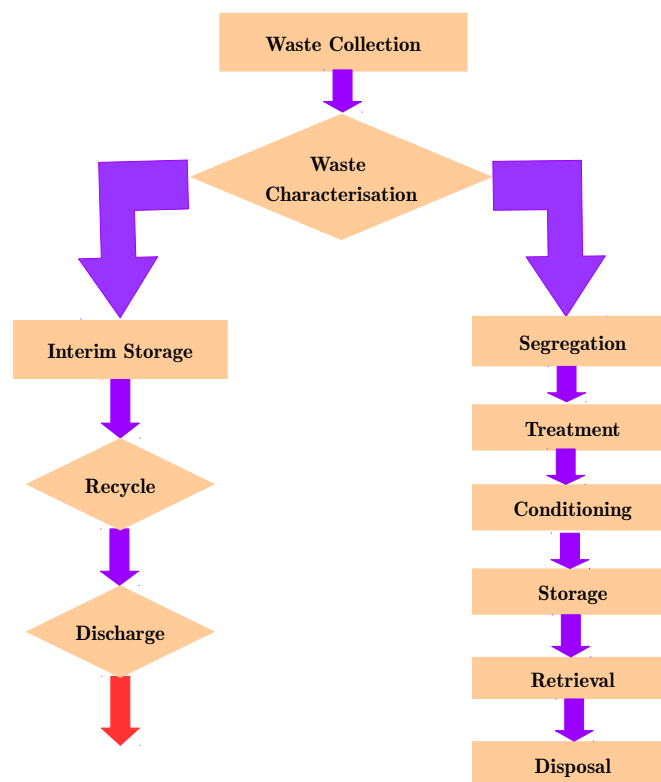 Waste Collection
Waste
Characterisation
Interim Storage
Recycle
Discharge
Segregation
Treatment
Conditioning
Storage
Retrieval
Disposal